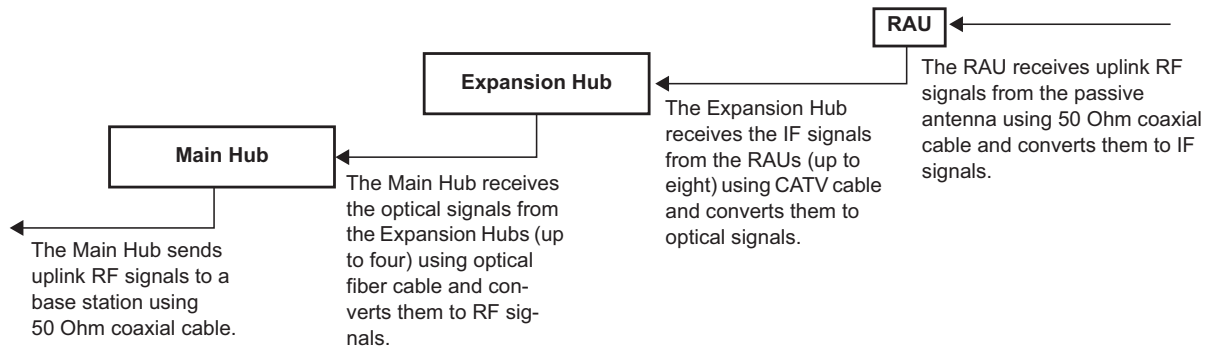 RAU
The RAU receives uplink RF
signals from the passive
antenna using 50 Ohm coaxial
cable and converts them to IF
signals.
Expansion Hub
The Expansion Hub
receives the IF signals
from the RAUs (up to
eight) using CATV cable
and converts them to
optical signals.
Main Hub
The Main Hub receives
the optical signals from
the Expansion Hubs (up
to four) using optical
fiber cable and con-
verts them to RF sig-
nals.
The Main Hub sends
uplink RF signals to a
base station using
50 Ohm coaxial cable.